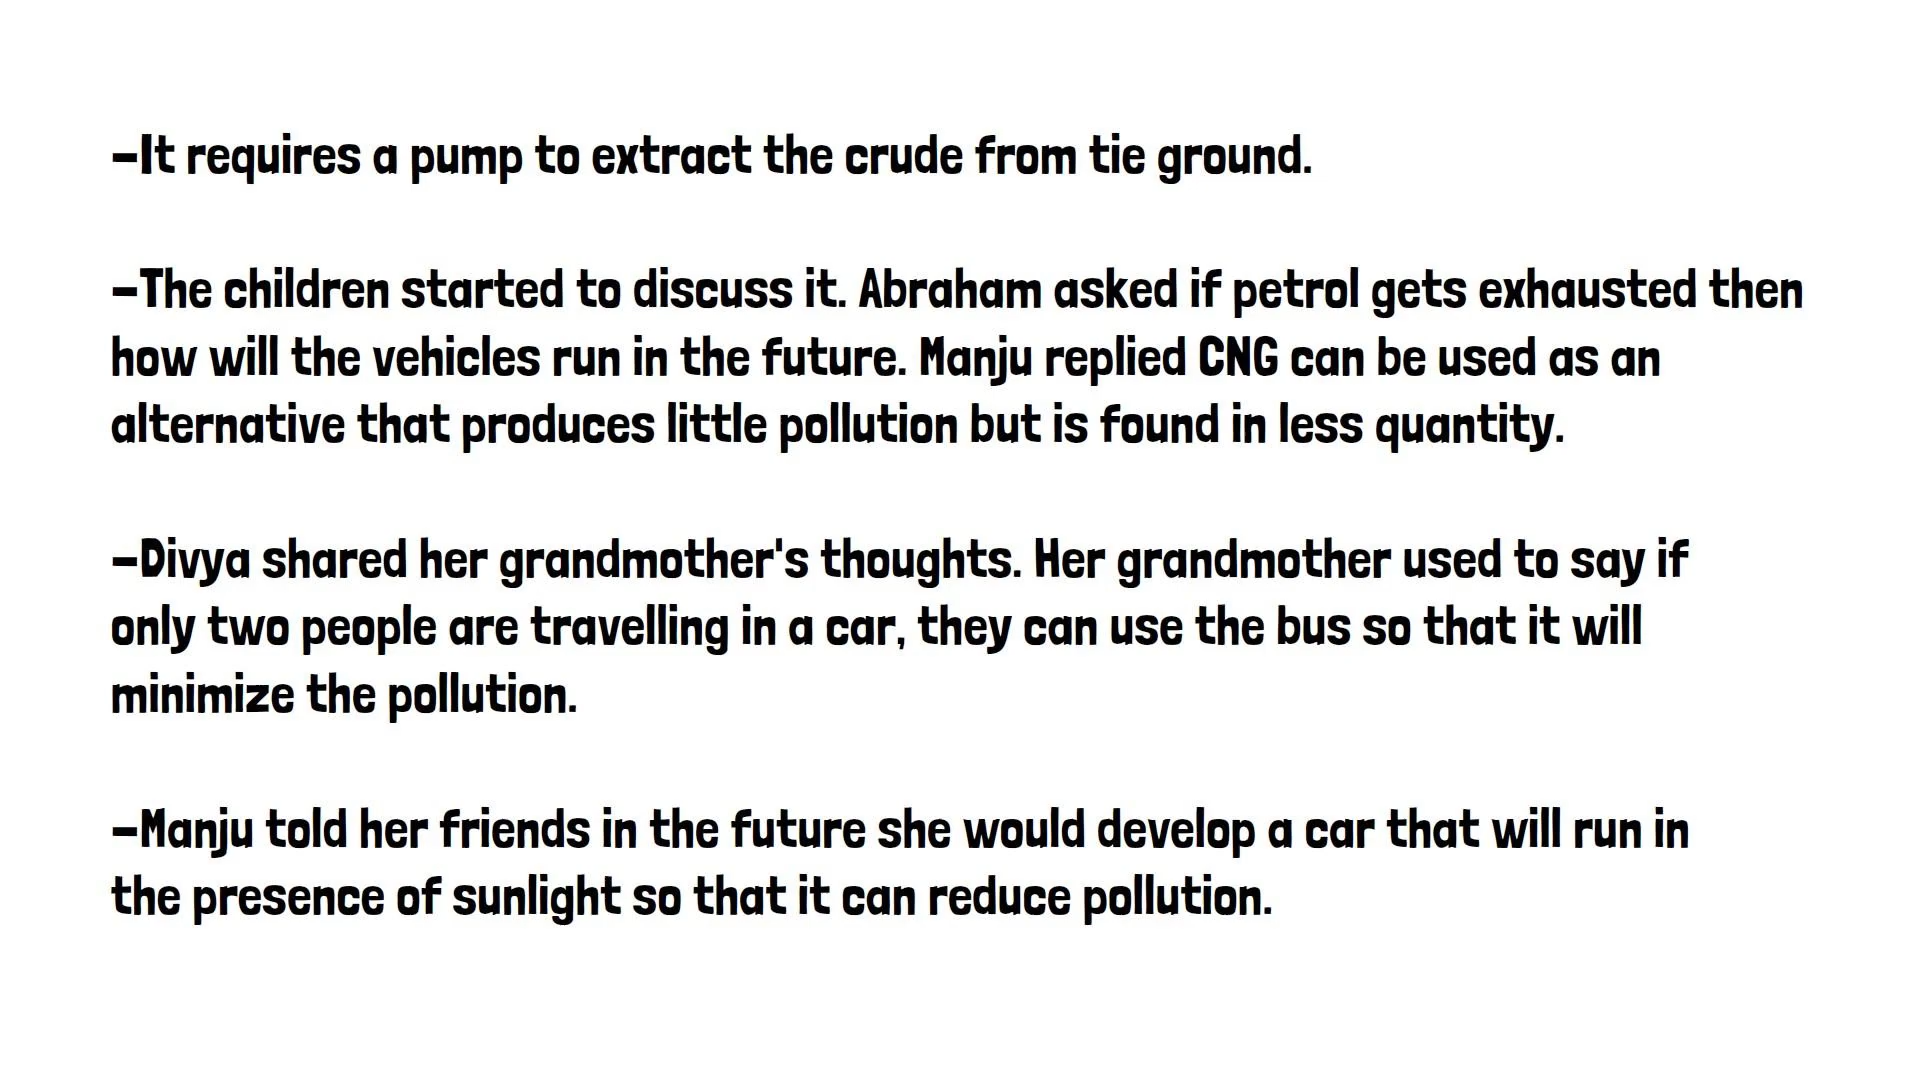 –It requires a pump to extract the crude from tie ground.
–The children started to discuss it. Abraham asked if petrol gets exhausted then
how will the vehicles run in the future. Manju replied CNG can be used as an
alternative that produces little pollution but is found in less quantity.
–Divya shared her grandmother's thoughts. Her grandmother used to say if
only two people are travelling in a car, they can use the bus so that it will
minimize the pollution.
–Manju told her friends in the future she would develop a car that will run in
the presence of sunlight so that it can reduce pollution.